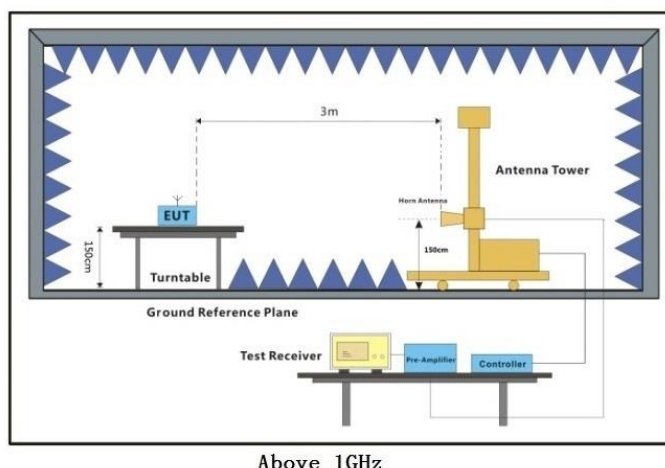 3m
Horn Antenna
Antenna Tower
EUT
150cm
150cm
Turntable
Ground Reference Plane
Test Receiver
Pre-Amplifier
Controller
Above 1GHz